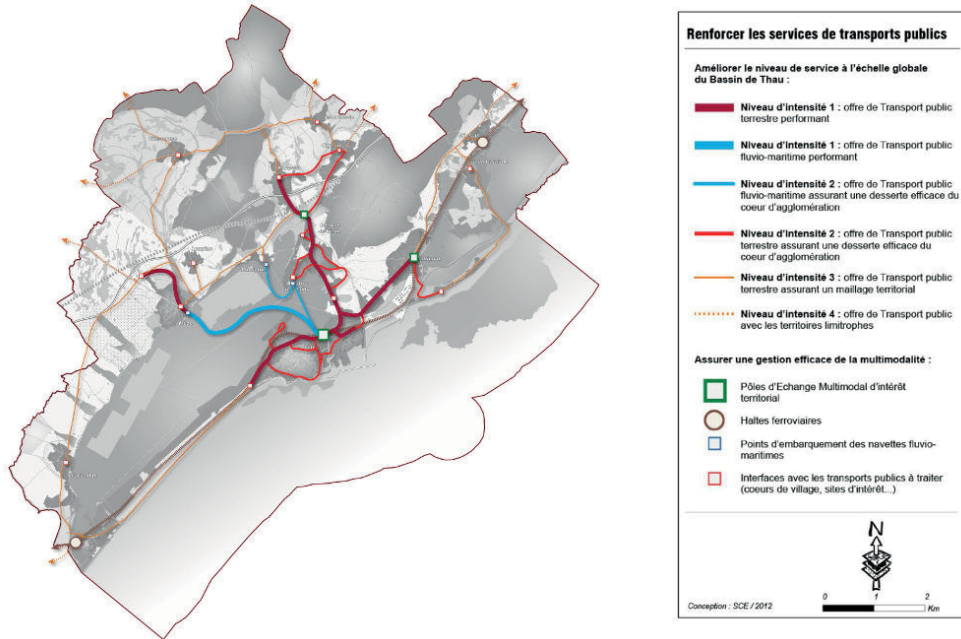 Renforcer les services de transports publics
Améliorer le niveau de service à l'échelle globale
du Bassin de Thau :
Niveau d'intensité 1 : offre de Transport public
terrestre performant
Niveau d'intensité 1 : offre de Transport public
fluvio-maritime performant
Niveau d'intensité 2 : offre de Transport public
fluvio-maritime assurant une desserte efficace du
coeur d'agglomération
Niveau d'intensité 2 : offre de Transport public
terrestre assurant une desserte efficace du
coeur d'agglomération
Niveau d'intensité 3 : offre de Transport public
terrestre assurant un maillage territorial
Niveau d'intensité 4 : offre de Transport public
avec les territoires limitrophes
Assurer une gestion efficace de la multimodalité :
Pôles d'Echange Multimodal d'intérêt
territorial
Haltes ferroviaires
Points d'embarquement des navettes fluvio-
maritimes
Interfaces avec les transports publics à traiter
(coeurs de village, sites d'intérêt...)
N
0 1 2
Km
Conception : SCE / 2012